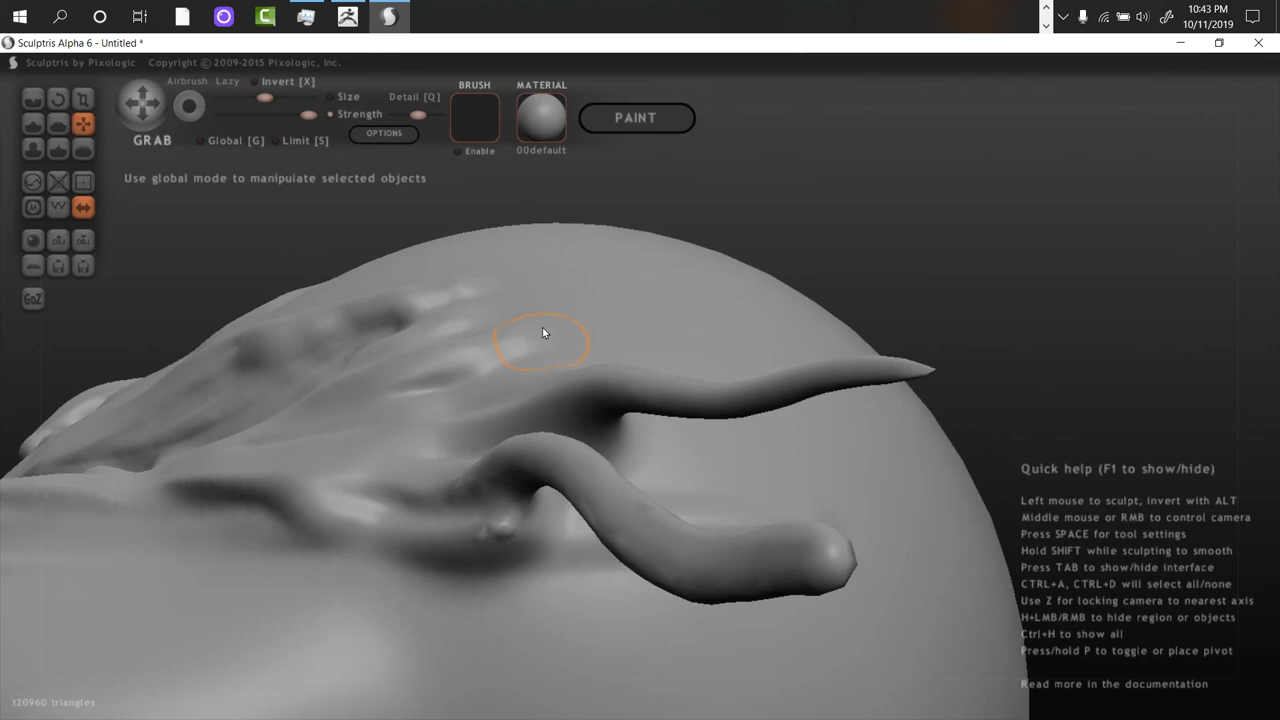 10:43 PM
10/11/2019
Sculptris Alpha 6 - Untitled *
Sculptris by Pixologic Copyright © 2009-2015 Pixologic, Inc.
Airbrush Lazy Invert [X]
Size Detail [Q]
Strength
GRAB Global [G] Limit [S] OPTIONS
BRUSH
Enable
MATERIAL
00default
PAINT
Use global mode to manipulate selected objects
OBJ OBJ
GoZ
Quick help (F1 to show/hide)
Left mouse to sculpt, invert with ALT
Middle mouse or RMB to control camera
Press SPACE for tool settings
Hold SHIFT while sculpting to smooth
Press TAB to show/hide interface
CTRL+A, CTRL+D will select all/none
Use Z for locking camera to nearest axis
H+LMB/RMB to hide region or objects
Ctrl+H to show all
Press/hold P to toggle or place pivot
Read more in the documentation
120960 triangles